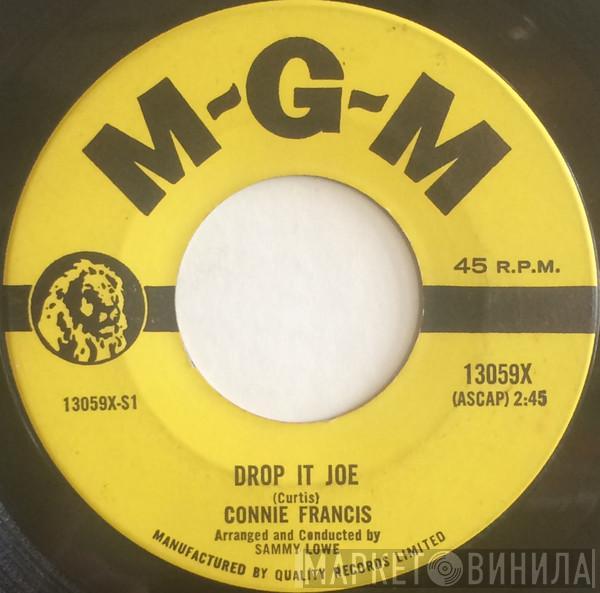 M-G-M
45 R.P.M.
13059X
(ASCAP) 2:45
13059X-S1
DROP IT JOE
(Curtis)
CONNIE FRANCIS
Arranged and Conducted by
SAMMY LOWE
MANUFACTURED BY QUALITY RECORDS LIMITED
МАРКЕТ ВИНИЛА